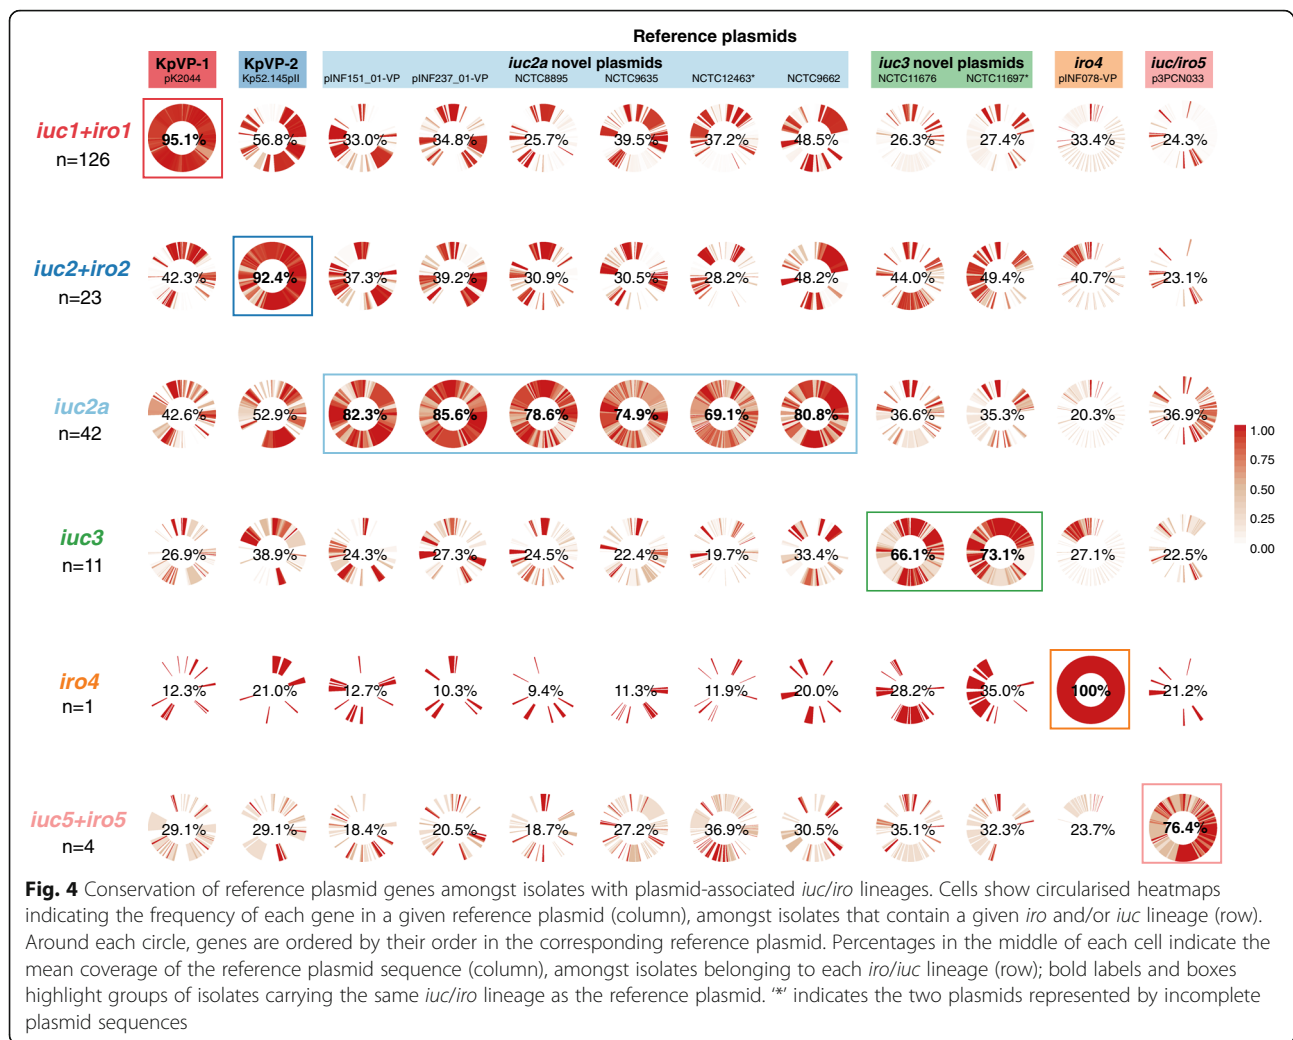 Reference plasmids
KpVP-1 KpVP-2 iuc2a novel plasmids iuc3 novel plasmids iro4 iuc/iro5
pK2044 Kp52.145pII pINF151_01-VP pINF237_01-VP NCTC8895 NCTC9635 NCTC12463* NCTC9662 NCTC11676 NCTC11697* pINF078-VP p3PCN033
iuc1+iro1
n=126
95.1% 56.8% 33.0% 34.8% 25.7% 39.5% 37.2% 48.5% 26.3% 27.4% 33.4% 24.3%
iuc2+iro2
n=23
42.3% 92.4% 37.3% 39.2% 30.9% 30.5% 28.2% 48.2% 44.0% 49.4% 40.7% 23.1%
iuc2a
n=42
42.6% 52.9% 82.3% 85.6% 78.6% 74.9% 69.1% 80.8% 36.6% 35.3% 20.3% 36.9%
1.00
0.75
0.50
0.25
0.00
iuc3
n=11
26.9% 38.9% 24.3% 27.3% 24.5% 22.4% 19.7% 33.4% 66.1% 73.1% 27.1% 22.5%
iro4
n=1
12.3% 21.0% 12.7% 10.3% 9.4% 11.3% 11.9% 20.0% 28.2% 35.0% 100% 21.2%
iuc5+iro5
n=4
29.1% 29.1% 18.4% 20.5% 18.7% 27.2% 36.9% 30.5% 35.1% 32.3% 23.7% 76.4%
Fig. 4 Conservation of reference plasmid genes amongst isolates with plasmid-associated iuc/iro lineages. Cells show circularised heatmaps
indicating the frequency of each gene in a given reference plasmid (column), amongst isolates that contain a given iro and/or iuc lineage (row).
Around each circle, genes are ordered by their order in the corresponding reference plasmid. Percentages in the middle of each cell indicate the
mean coverage of the reference plasmid sequence (column), amongst isolates belonging to each iro/iuc lineage (row); bold labels and boxes
highlight groups of isolates carrying the same iuc/iro lineage as the reference plasmid. ‘*’ indicates the two plasmids represented by incomplete
plasmid sequences